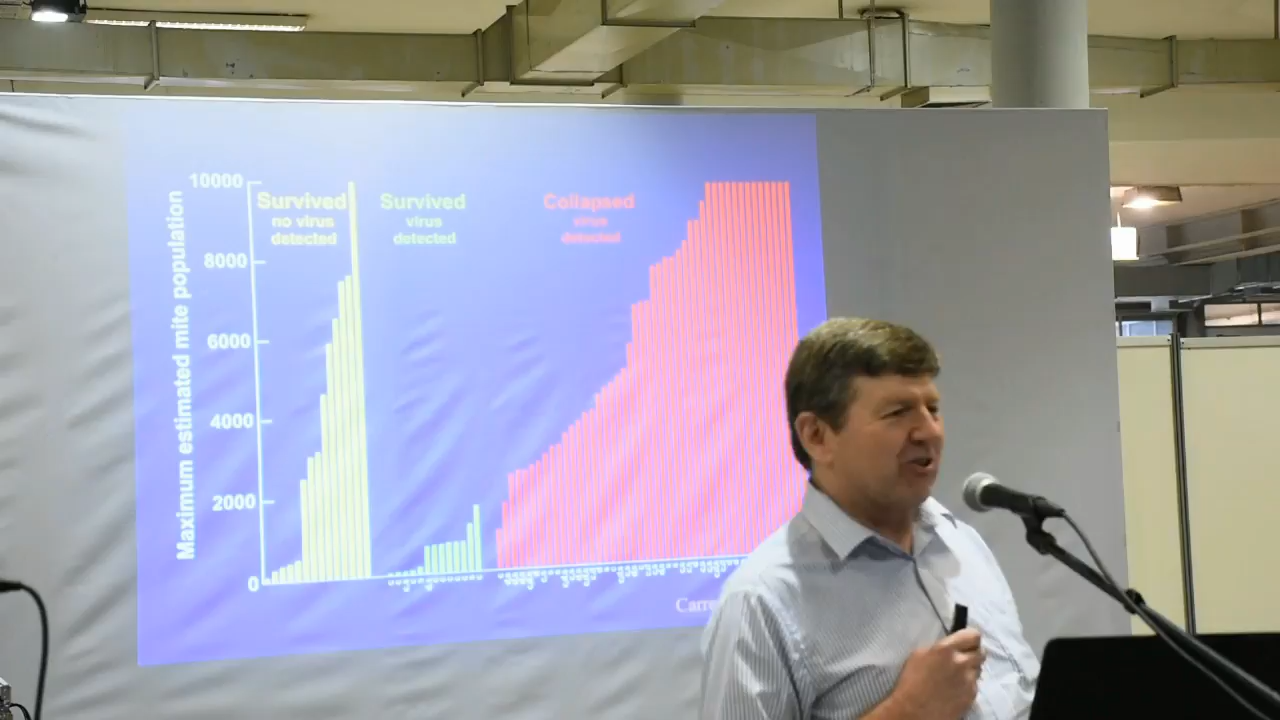 Maximum estimated mite population
10000
8000
6000
4000
2000
0
Survived
no virus
detected
Survived
virus
detected
Collapsed
virus
detected
Carre